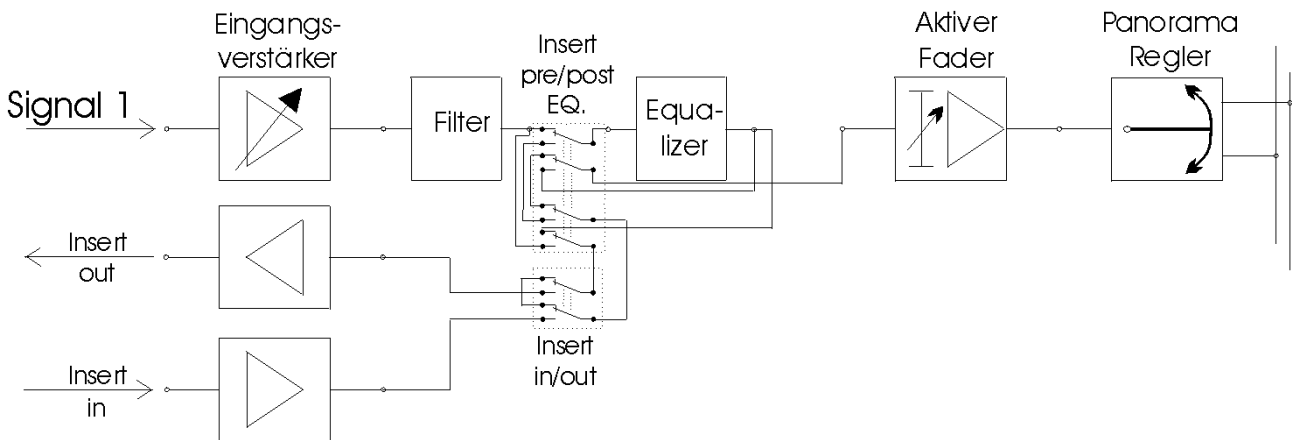 Eingangs-
verstärker
Insert
pre/post
EQ.
Aktiver
Fader
Panorama
Regler
Signal 1
Filter
Equa-
lizer
Insert
out
Insert
in/out
Insert
in